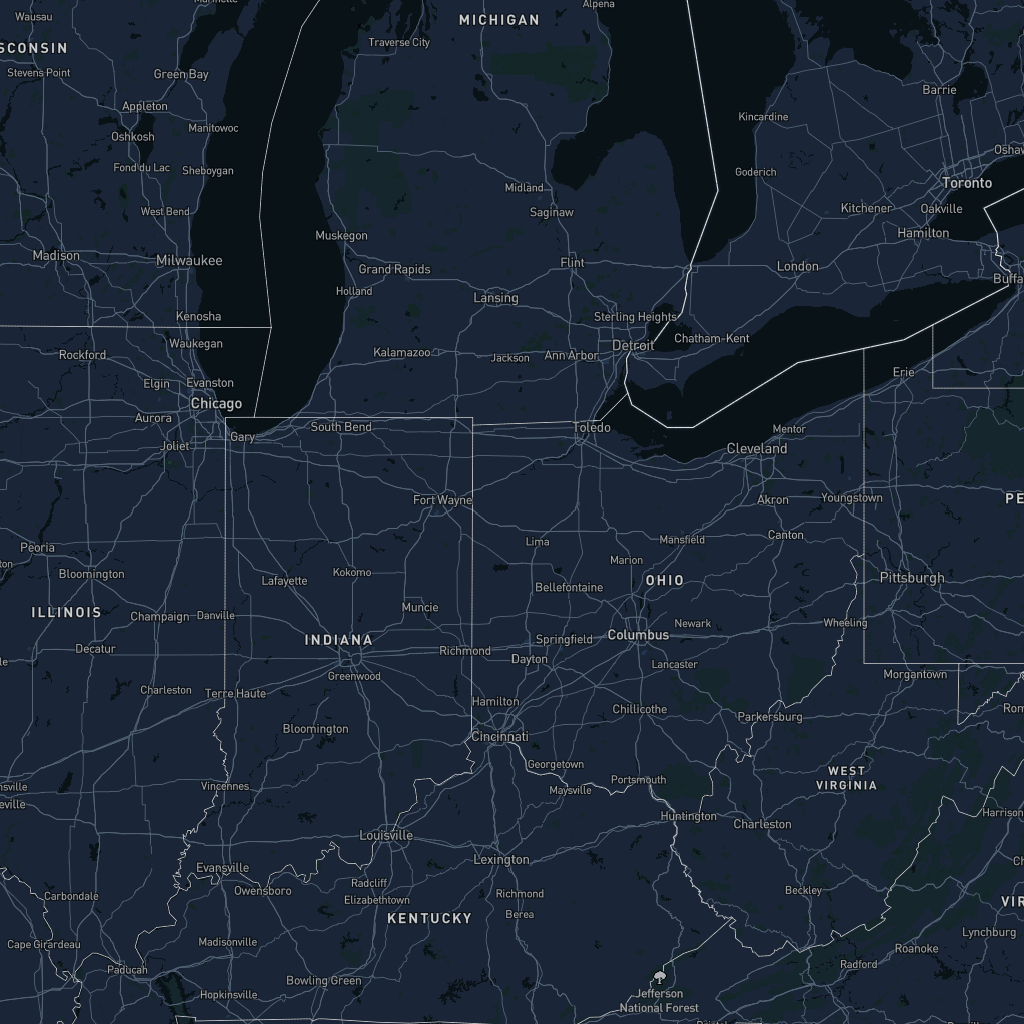 Marinette
Alpena
Wausau
MICHIGAN
Traverse City
SCONSIN
Stevens Point
Green Bay
Barrie
Appleton
Kincardine
Manitowoc
Oshkosh
Oshaw
Fond du Lac
Sheboygan
Goderich
Toronto
Midland
West Bend
Saginaw
Kitchener
Oakville
Muskegon
Hamilton
Madison
Milwaukee
Flint
London
Grand Rapids
Buffa
Holland
Lansing
Kenosha
Sterling Heights
Chatham-Kent
Waukegan
Detroit
Rockford
Kalamazoo
Jackson
Ann Arbor
Erie
Elgin
Evanston
Chicago
Aurora
South Bend
Toledo
Mentor
Gary
Joliet
Cleveland
Fort Wayne
Akron
Youngstown
PE
Peoria
Lima
Mansfield
Canton
ton
Bloomington
Lafayette
Kokomo
Marion
Bellefontaine
OHIO
Pittsburgh
ILLINOIS
Champaign
Danville
Muncie
Newark
Wheeling
INDIANA
Springfield
Columbus
Decatur
Richmond
Dayton
le
Lancaster
Greenwood
Morgantown
Charleston
Terre Haute
Hamilton
Chillicothe
Rom
Parkersburg
Bloomington
Cincinnati
Georgetown
WEST
VIRGINIA
nsville
Vincennes
Maysville
Portsmouth
eville
Huntington
Charleston
Harrison
Louisville
Lexington
Ch
Evansville
Radcliff
Owensboro
Elizabethtown
Richmond
Beckley
Carbondale
VIR
KENTUCKY
Berea
Cape Girardeau
Madisonville
Lynchburg
Roanoke
Paducah
Radford
Bowling Green
Hopkinsville
Jefferson
National Forest
Bristol